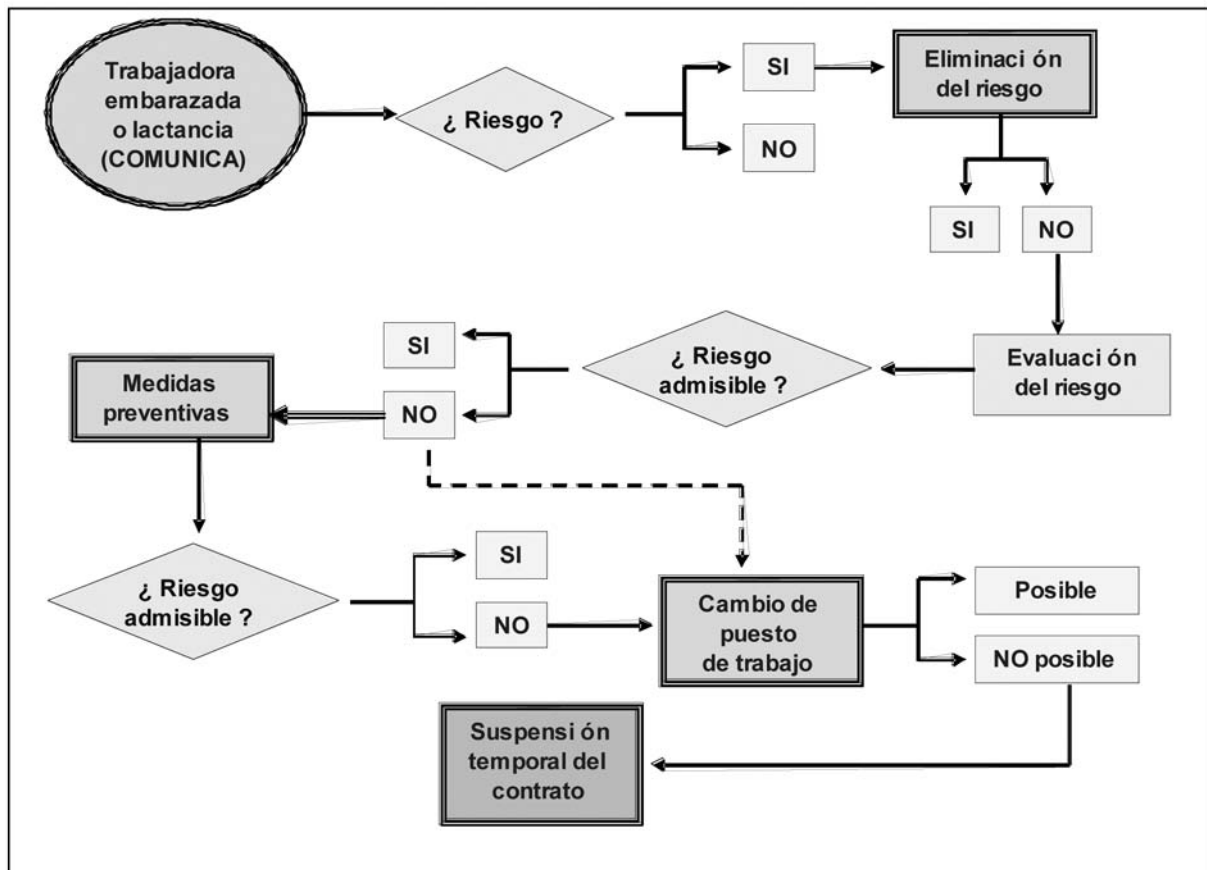 Trabajadora
embarazada
o lactancia
(COMUNICA)
¿ Riesgo ?
SI
NO
Eliminaci ón
del riesgo
SI
NO
Evaluaci ón
del riesgo
¿ Riesgo
admisible ?
SI
NO
Medidas
preventivas
¿ Riesgo
admisible ?
SI
NO
Cambio de
puesto
de trabajo
Posible
NO posible
Suspensi ón
temporal del
contrato